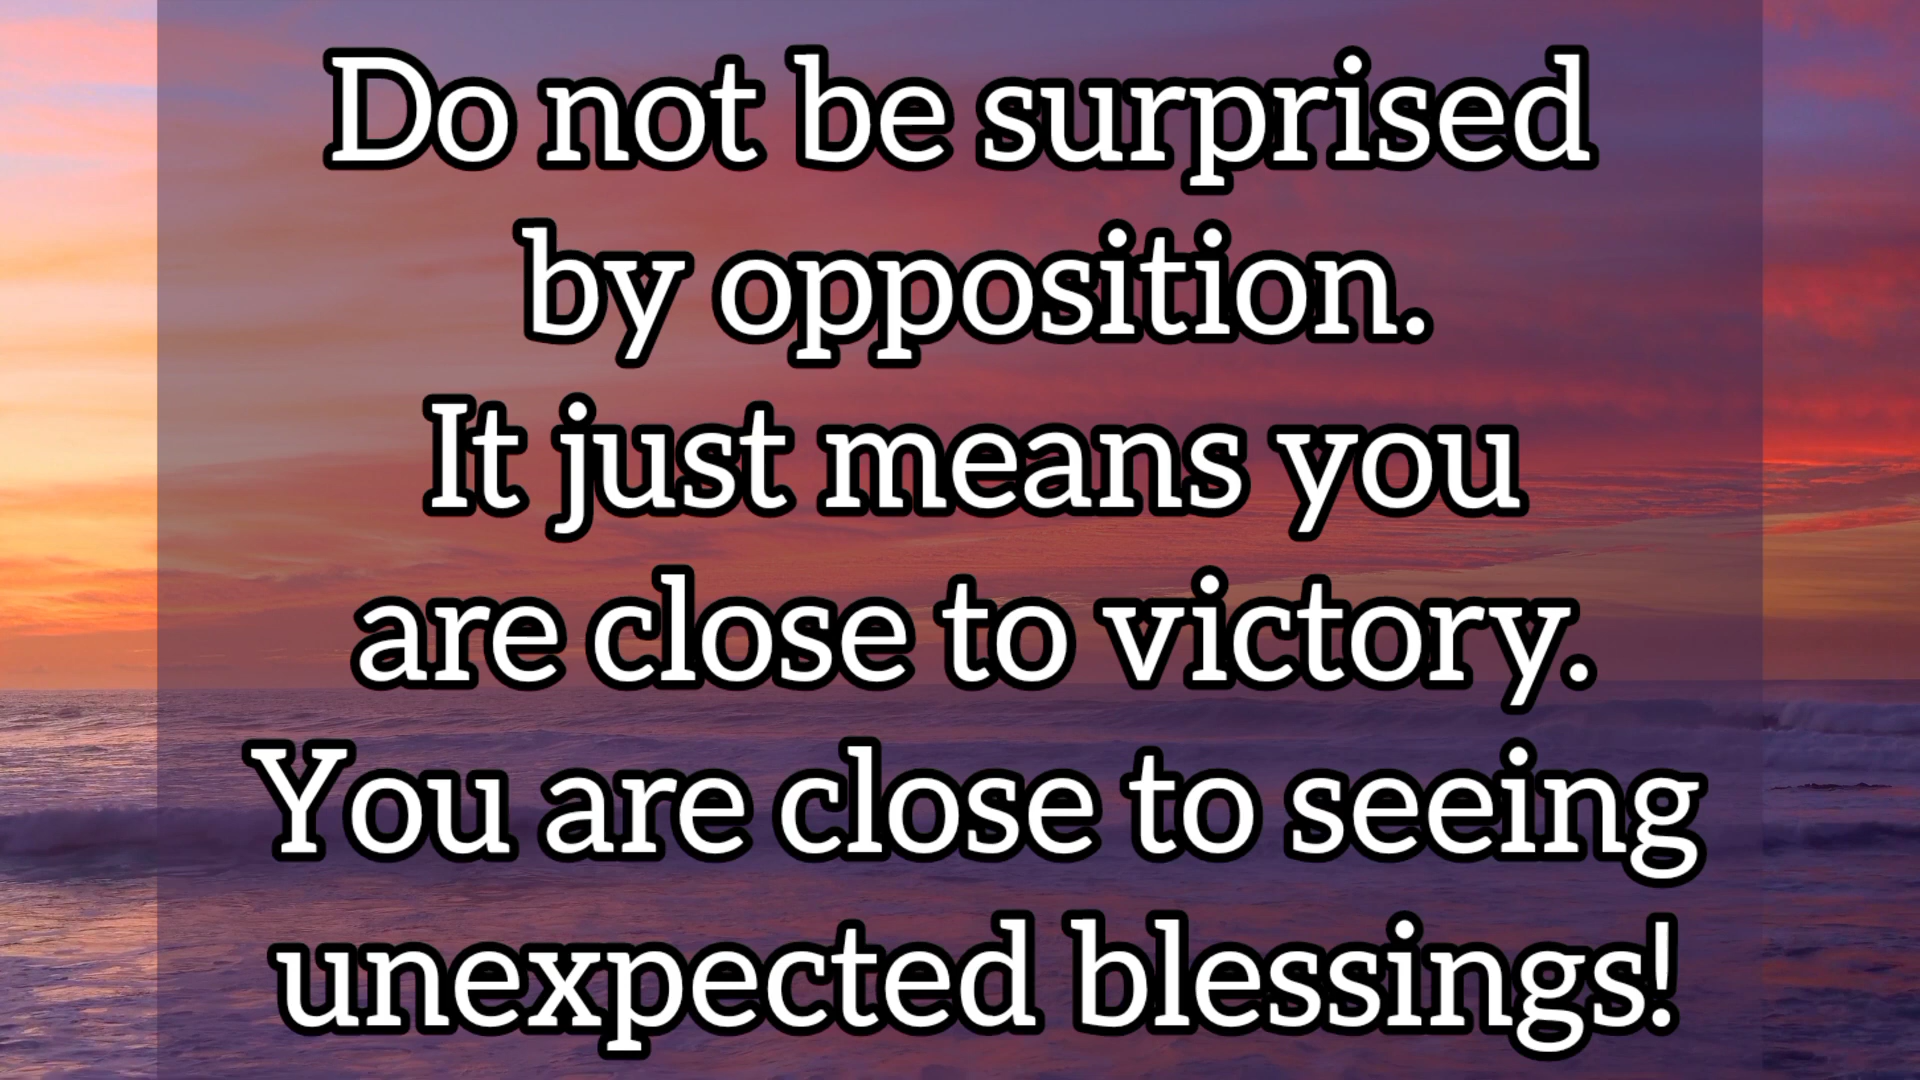 Do not be surprised
by opposition.
It just means you
are close to victory.
You are close to seeing
unexpected blessings!